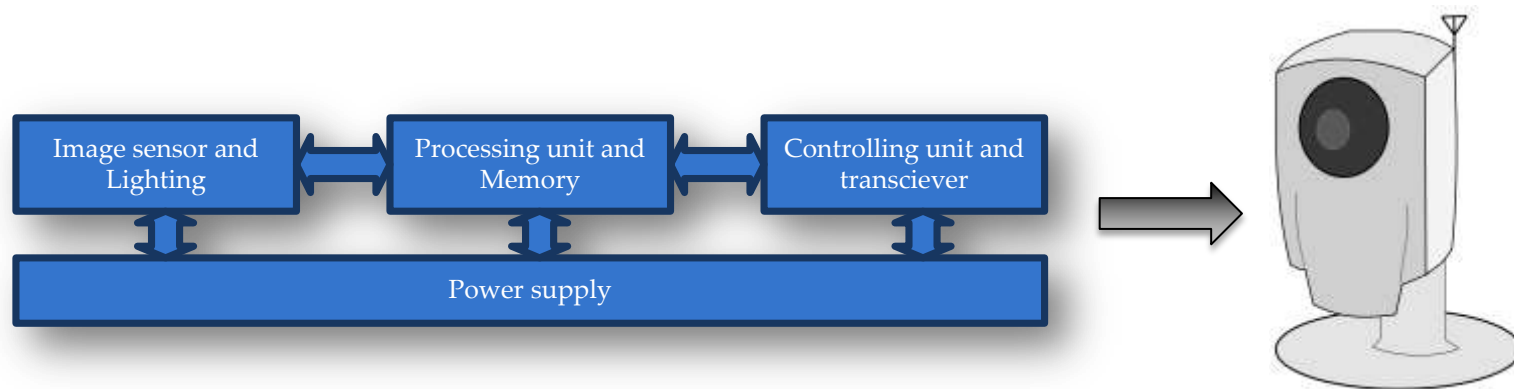 Image sensor and
Lighting
Processing unit and
Memory
Controlling unit and
transciever
Power supply